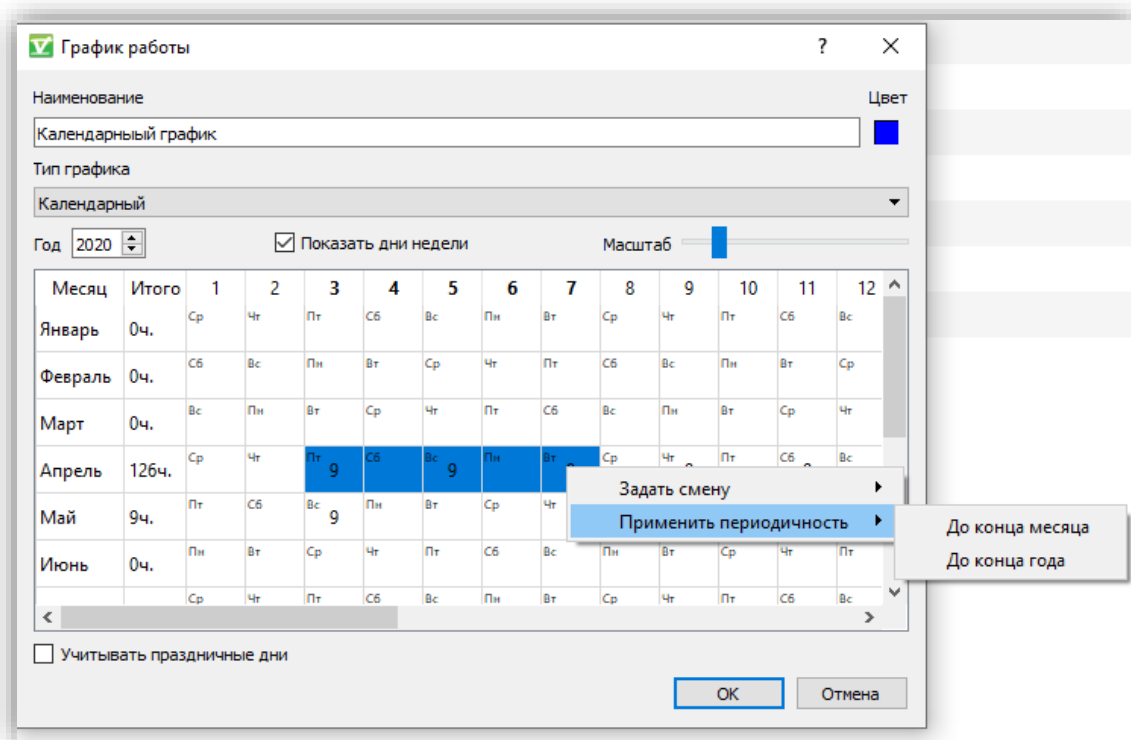 График работы ? ×
Наименование Цвет
Календарныый график
Тип графика
Календарный
Год 2020 Показать дни недели Масштаб
Месяц Итого 1 2 3 4 5 6 7 8 9 10 11 12
Январь 0ч. Ср Чт Пт Сб Вс Пн Вт Ср Чт Пт Сб Вс
Февраль 0ч. Сб Вс Пн Вт Ср Чт Пт Сб Вс Пн Вт Ср
Март 0ч. Вс Пн Вт Ср Чт Пт Сб Вс Пн Вт Ср Чт
Апрель 126ч. Ср Чт Пт 9 Сб Вс 9 Пн Вт Ср Чт Пт Сб Вс
Задать смену
Май 9ч. Пт Сб Вс 9 Пн Вт Ср Чт
Применить периодичность
До конца месяца
До конца года
Июнь 0ч. Пн Вт Ср Чт Пт Сб Вс Пн Вт Ср Чт Пт
Ср Чт Пт Сб Вс Пн Вт Ср Чт Пт Сб Вс
Учитывать праздничные дни
OK Отмена